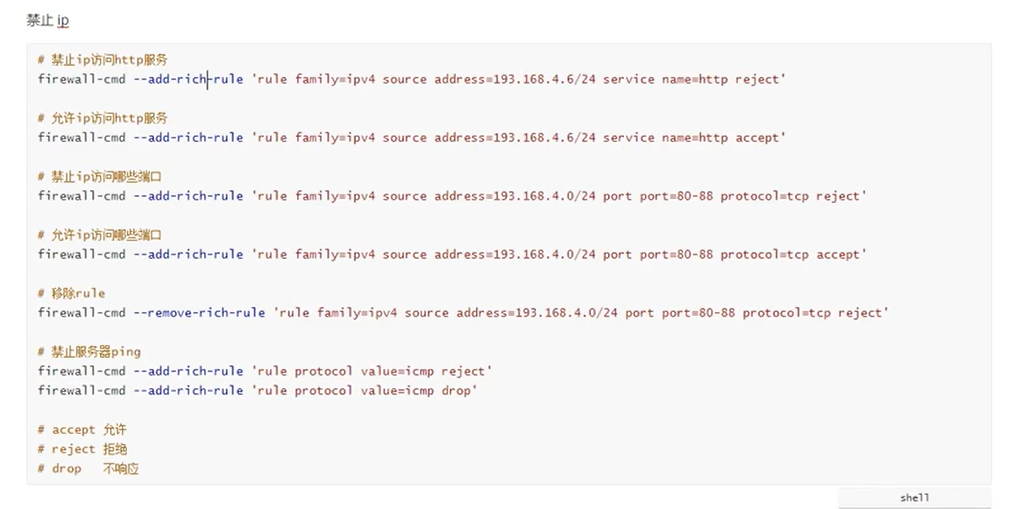 禁止 ip
# 禁止ip访问http服务
firewall-cmd --add-rich-rule 'rule family=ipv4 source address=193.168.4.6/24 service name=http reject'
# 允许ip访问http服务
firewall-cmd --add-rich-rule 'rule family=ipv4 source address=193.168.4.6/24 service name=http accept'
# 禁止ip访问哪些端口
firewall-cmd --add-rich-rule 'rule family=ipv4 source address=193.168.4.0/24 port port=80-88 protocol=tcp reject'
# 允许ip访问哪些端口
firewall-cmd --add-rich-rule 'rule family=ipv4 source address=193.168.4.0/24 port port=80-88 protocol=tcp accept'
# 移除rule
firewall-cmd --remove-rich-rule 'rule family=ipv4 source address=193.168.4.0/24 port port=80-88 protocol=tcp reject'
# 禁止服务器ping
firewall-cmd --add-rich-rule 'rule protocol value=icmp reject'
firewall-cmd --add-rich-rule 'rule protocol value=icmp drop'
# accept 允许
# reject 拒绝
# drop 不响应
shell